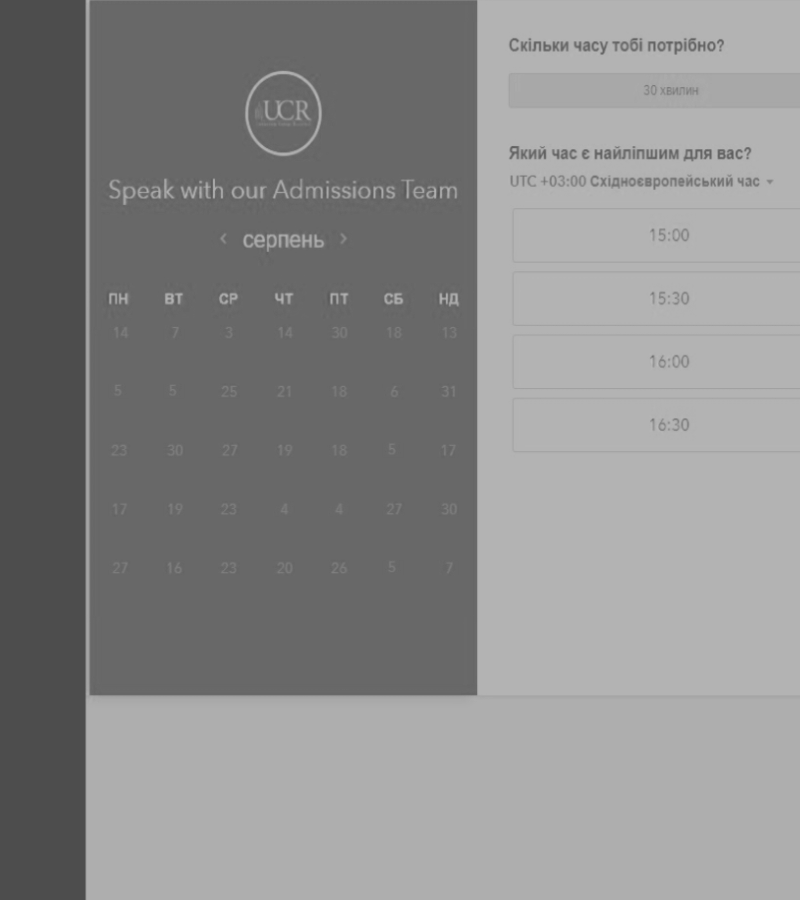 UCR
Speak with our Admissions Team
‹ серпень ›
ПН ВТ СР ЧТ ПТ СБ НД
14 7 3 14 30 18 13
5 5 25 21 18 6 31
23 30 27 19 18 5 17
17 19 23 4 4 27 30
27 16 23 20 26 5 7
Скільки часу тобі потрібно?
30 хвилин
Який час є найліпшим для вас?
UTC +03:00 Східноєвропейський час
15:00
15:30
16:00
16:30